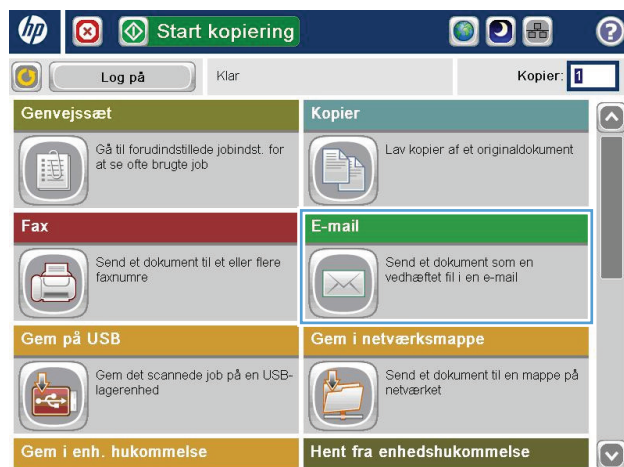 hp
Start kopiering
?
Log på
Klar
Kopier: 1
Genvejssæt
Gå til forudindstillede jobindst. for
at se ofte brugte job
Kopier
Lav kopier af et originaldokument
Fax
Send et dokument til et eller flere
faxnumre
E-mail
Send et dokument som en
vedhæftet fil i en e-mail
Gem på USB
Gem det scannede job på en USB-
lagerenhed
Gem i netværksmappe
Send et dokument til en mappe på
netværket
Gem i enh. hukommelse
Hent fra enhedshukommelse